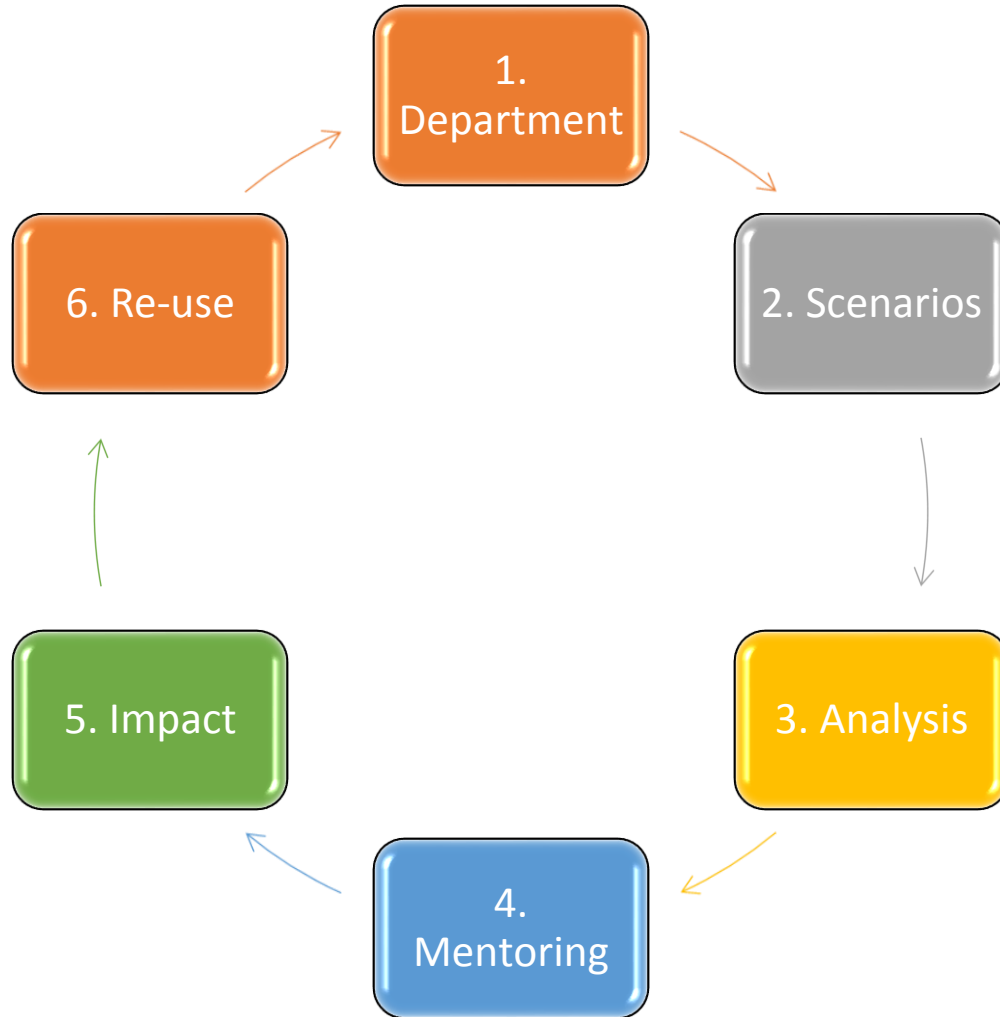 1.
Department
2. Scenarios
3. Analysis
4.
Mentoring
5. Impact
6. Re-use